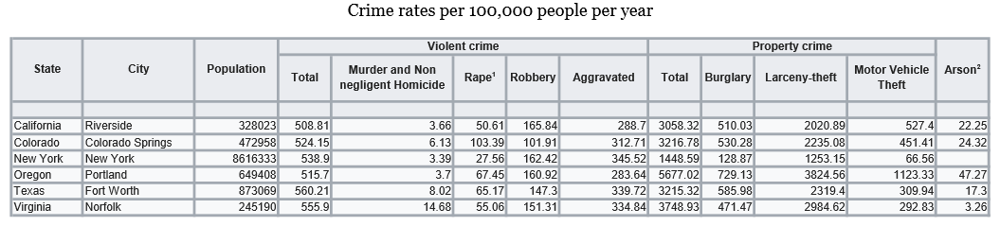 Crime rates per 100,000 people per year
State City Population Violent crime Property crime Arson²
Total Murder and Non negligent Homicide Rape¹ Robbery Aggravated Total Burglary Larceny-theft Motor Vehicle Theft
California Riverside 328023 508.81 3.66 50.61 165.84 288.7 3058.32 510.03 2020.89 527.4 22.25
Colorado Colorado Springs 472958 524.15 6.13 103.39 101.91 312.71 3216.78 530.28 2235.08 451.41 24.32
New York New York 8616333 538.9 3.39 27.56 162.42 345.52 1448.59 128.87 1253.15 66.56
Oregon Portland 649408 515.7 3.7 67.45 160.92 283.64 5677.02 729.13 3824.56 1123.33 47.27
Texas Fort Worth 873069 560.21 8.02 65.17 147.3 339.72 3215.32 585.98 2319.4 309.94 17.3
Virginia Norfolk 245190 555.9 14.68 55.06 151.31 334.84 3748.93 471.47 2984.62 292.83 3.26